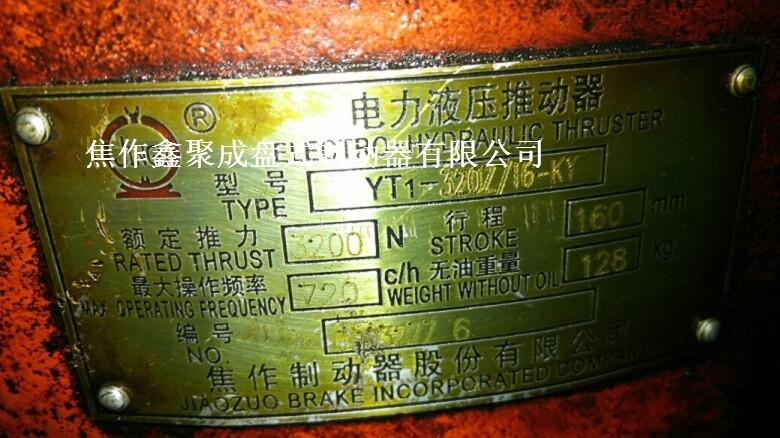 ®
电力液压推动器
ELECTRO-HYDRAULIC THRUSTER
焦作鑫聚成盘式制动器有限公司
型号 YT1-320Z/16-KY
TYPE
额定推力 3200 N 行程 160 mm
RATED THRUST STROKE
最大操作频率 720 c/h 无油重量 128 kg
MAX. OPERATING FREQUENCY WEIGHT WITHOUT OIL
编号
NO.
焦作制动器股份有限公司
JIAOZUO BRAKE INCORPORATED COMPANY